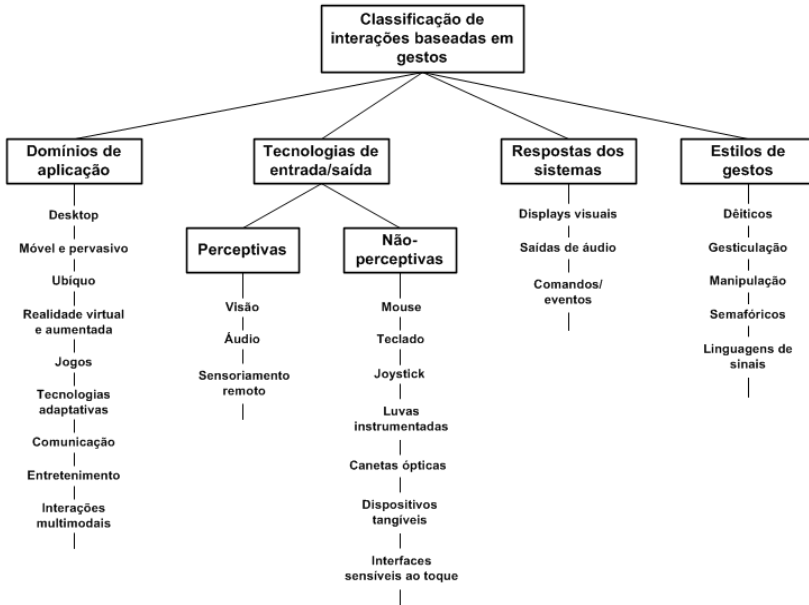 Classificação de
interações baseadas em
gestos
Domínios de
aplicação
Desktop
Móvel e pervasivo
Ubíquo
Realidade virtual
e aumentada
Jogos
Tecnologias
adaptativas
Comunicação
Entretenimento
Interações
multimodais
Tecnologias de
entrada/saída
Perceptivas
Visão
Áudio
Sensoriamento
remoto
Não-
perceptivas
Mouse
Teclado
Joystick
Luvas
instrumentadas
Canetas ópticas
Dispositivos
tangíveis
Interfaces
sensíveis ao toque
Respostas dos
sistemas
Displays visuais
Saídas de áudio
Comandos/
eventos
Estilos de
gestos
Dêiticos
Gesticulação
Manipulação
Semafóricos
Linguagens de
sinais